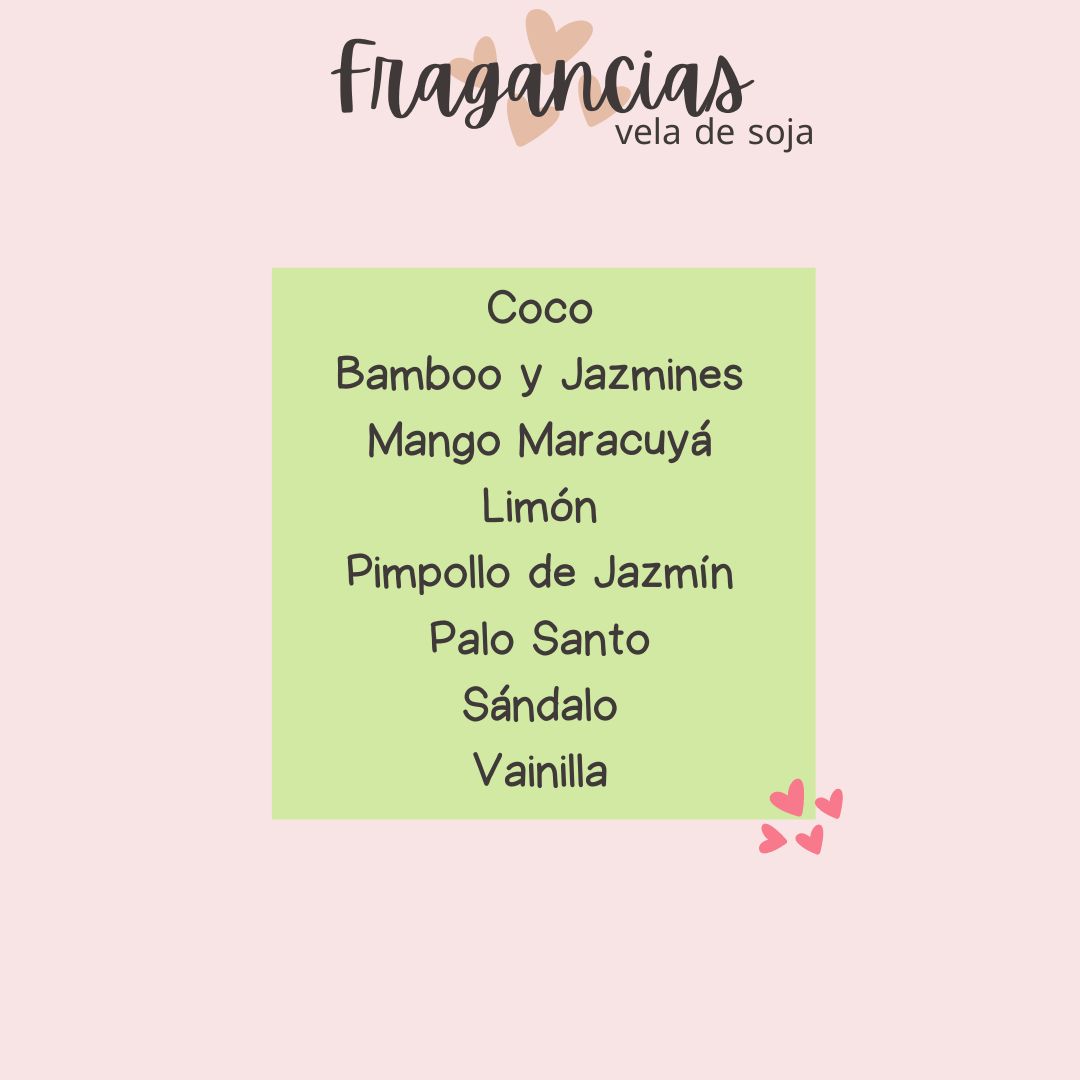 Fragancias
vela de soja
Coco
Bamboo y Jazmines
Mango Maracuyá
Limón
Pimpollo de Jazmín
Palo Santo
Sándalo
Vainilla